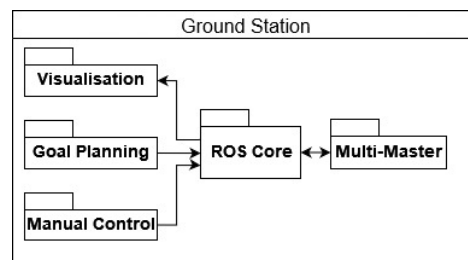 Ground Station
Visualisation
Goal Planning
ROS Core
Multi-Master
Manual Control